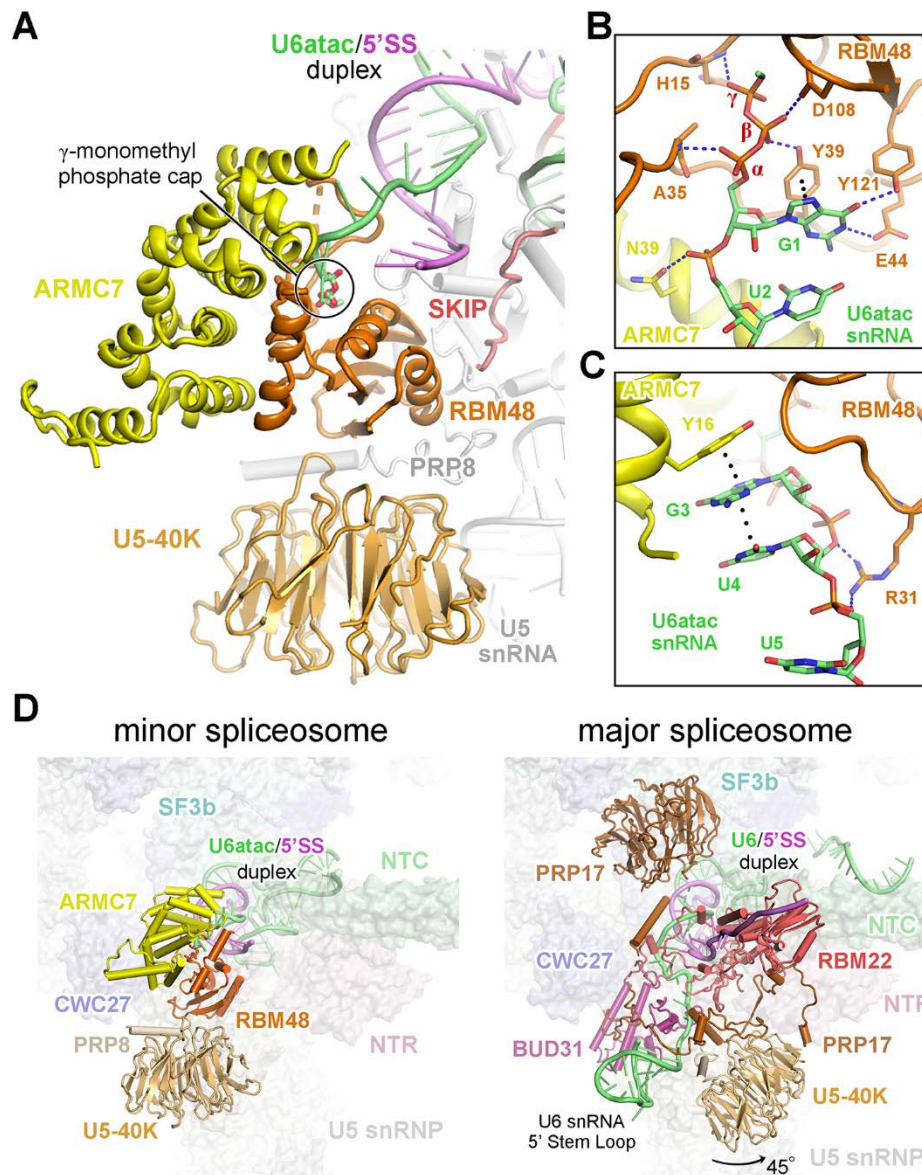 A
U6atac/5'SS
duplex
γ-monomethyl
phosphate cap
ARMC7
SKIP
RBM48
PRP8
U5-40K
U5
snRNA
B
RBM48
H15
γ
D108
β
Y39
α
A35
Y121
N39
G1
E44
U2
U6atac
snRNA
ARMC7
C
ARMC7
RBM48
Y16
G3
U4
R31
U6atac
snRNA
U5
D
minor spliceosome
SF3b
U6atac/5'SS
duplex
NTC
ARMC7
CWC27
RBM48
PRP8
NTR
U5-40K
U5 snRNP
major spliceosome
SF3b
U6/5'SS
duplex
PRP17
NTC
CWC27
RBM22
NTR
BUD31
PRP17
U5-40K
U6 snRNA
5' Stem Loop
U5 snRNP
45°